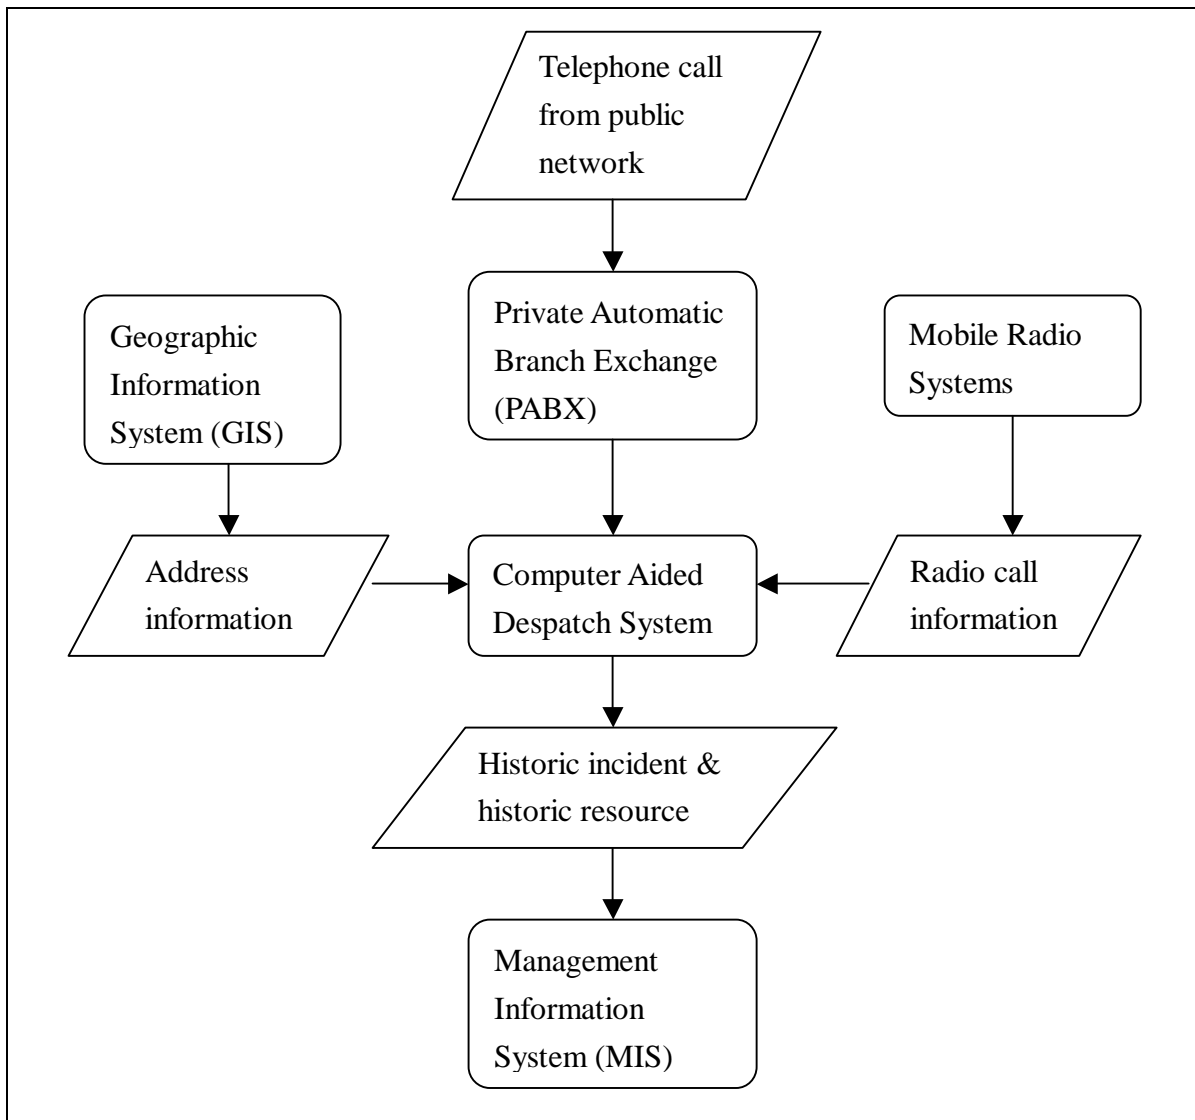 Telephone call
from public
network
Geographic
Information
System (GIS)
Private Automatic
Branch Exchange
(PABX)
Mobile Radio
Systems
Address
information
Computer Aided
Despatch System
Radio call
information
Historic incident &
historic resource
Management
Information
System (MIS)